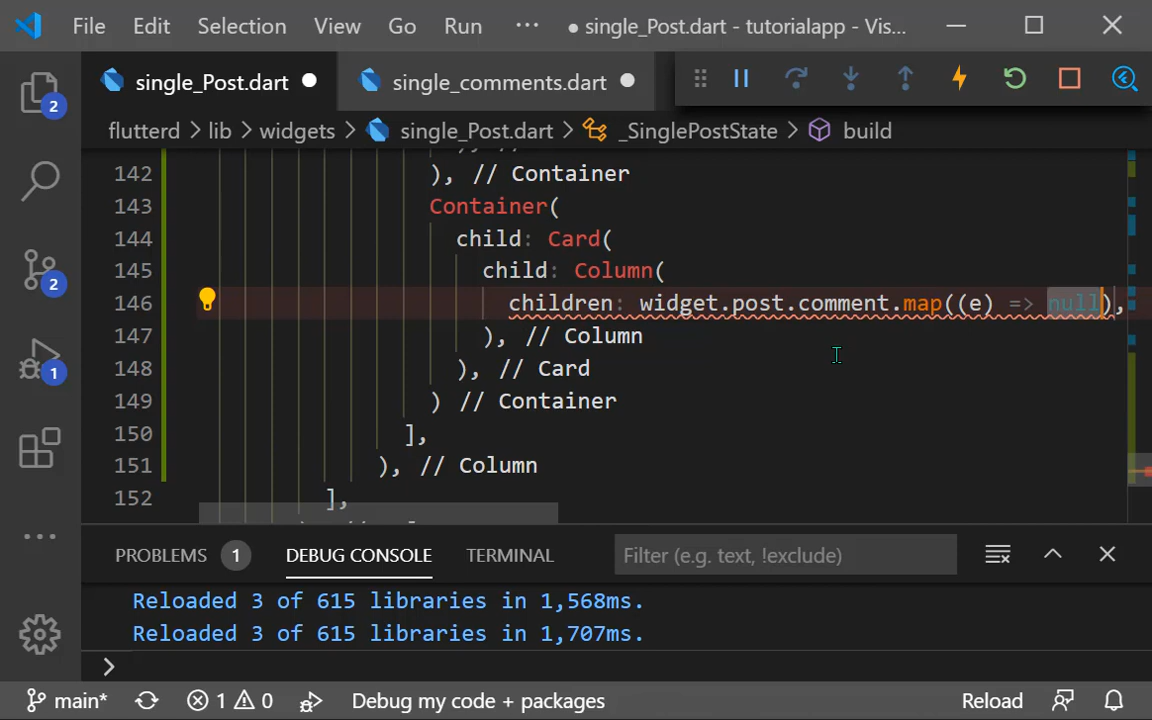 File Edit Selection View Go Run ··· ● single_Post.dart - tutorialapp - Vis...
single_Post.dart ● single_comments.dart ●
2
flutterd > lib > widgets > single_Post.dart > _SinglePostState > build
142 ), // Container
143 Container(
144 child: Card(
145 child: Column(
146 children: widget.post.comment.map((e) => null),
147 ), // Column
148 ), // Card
149 ) // Container
150 ],
151 ), // Column
152 ],
2
1
PROBLEMS 1 DEBUG CONSOLE TERMINAL Filter (e.g. text, !exclude)
Reloaded 3 of 615 libraries in 1,568ms.
Reloaded 3 of 615 libraries in 1,707ms.
>
main* 1 0 Debug my code + packages Reload